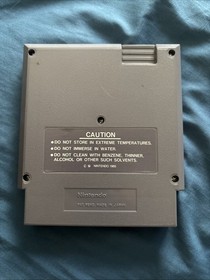 CAUTION
●DO NOT STORE IN EXTREME TEMPERATURES.
●DO NOT IMMERSE IN WATER.
●DO NOT CLEAN WITH BENZENE, THINNER,
ALCOHOL OR OTHER SUCH SOLVENTS.
Nintendo